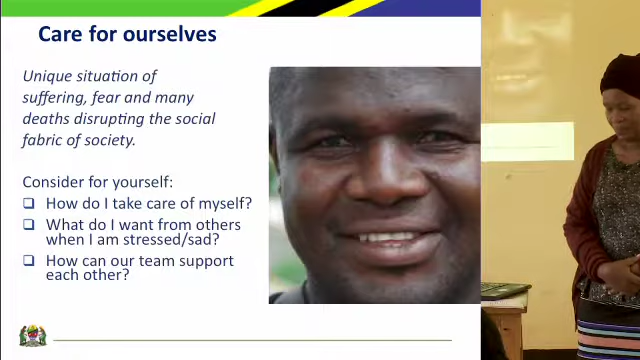 Care for ourselves
Unique situation of
suffering, fear and many
deaths disrupting the social
fabric of society.
Consider for yourself:
How do I take care of myself?
What do I want from others
when I am stressed/sad?
How can our team support
each other?